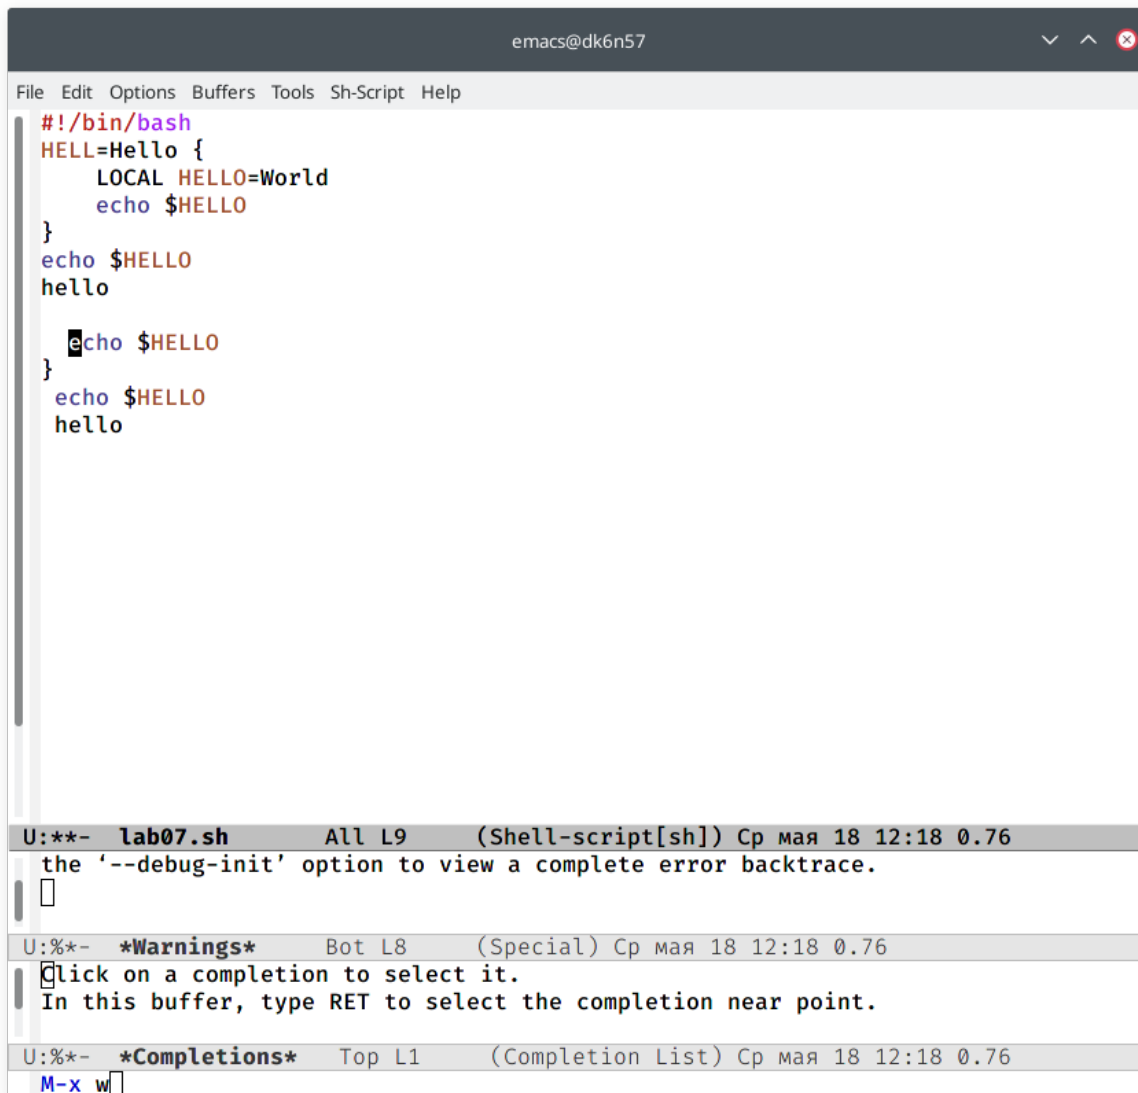 emacs@dk6n57
File Edit Options Buffers Tools Sh-Script Help
#!/bin/bash
HELL=Hello {
    LOCAL HELLO=World
    echo $HELLO
}
echo $HELLO
hello
  echo $HELLO
}
 echo $HELLO
 hello
U:**-  lab07.sh       All L9     (Shell-script[sh]) Ср мая 18 12:18 0.76
the ‘--debug-init’ option to view a complete error backtrace.
U:%*-  *Warnings*     Bot L8     (Special) Ср мая 18 12:18 0.76
Click on a completion to select it.
In this buffer, type RET to select the completion near point.
U:%*-  *Completions*   Top L1     (Completion List) Ср мая 18 12:18 0.76
M-x w